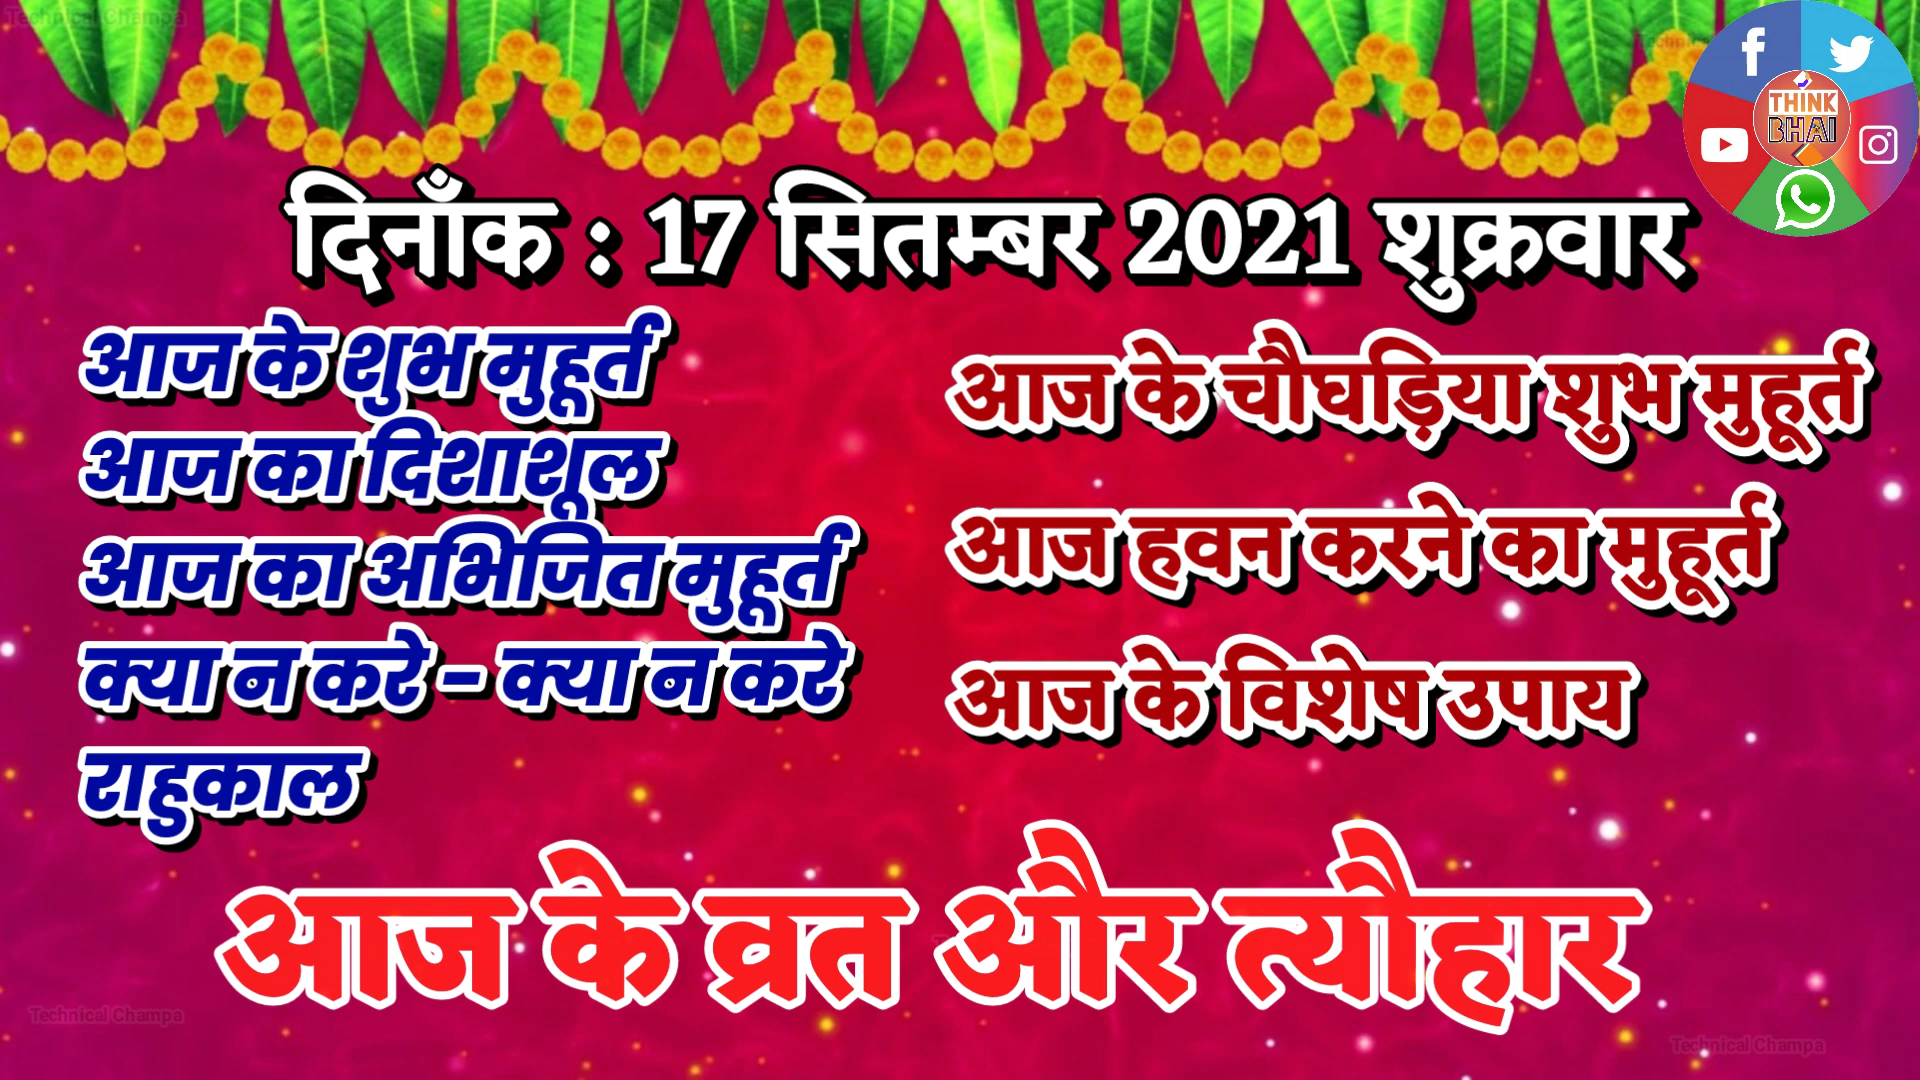 Technical Champa
THINK
BHAI
दिनाँक : 17 सितम्बर 2021 शुक्रवार
आज के शुभ मुहूर्त
आज का दिशाशूल
आज का अभिजित मुहूर्त
क्या न करे - क्या न करे
राहुकाल
आज के चौघड़िया शुभ मुहूर्त
आज हवन करने का मुहूर्त
आज के विशेष उपाय
आज के व्रत और त्यौहार
Technical Champa
Technical Champa